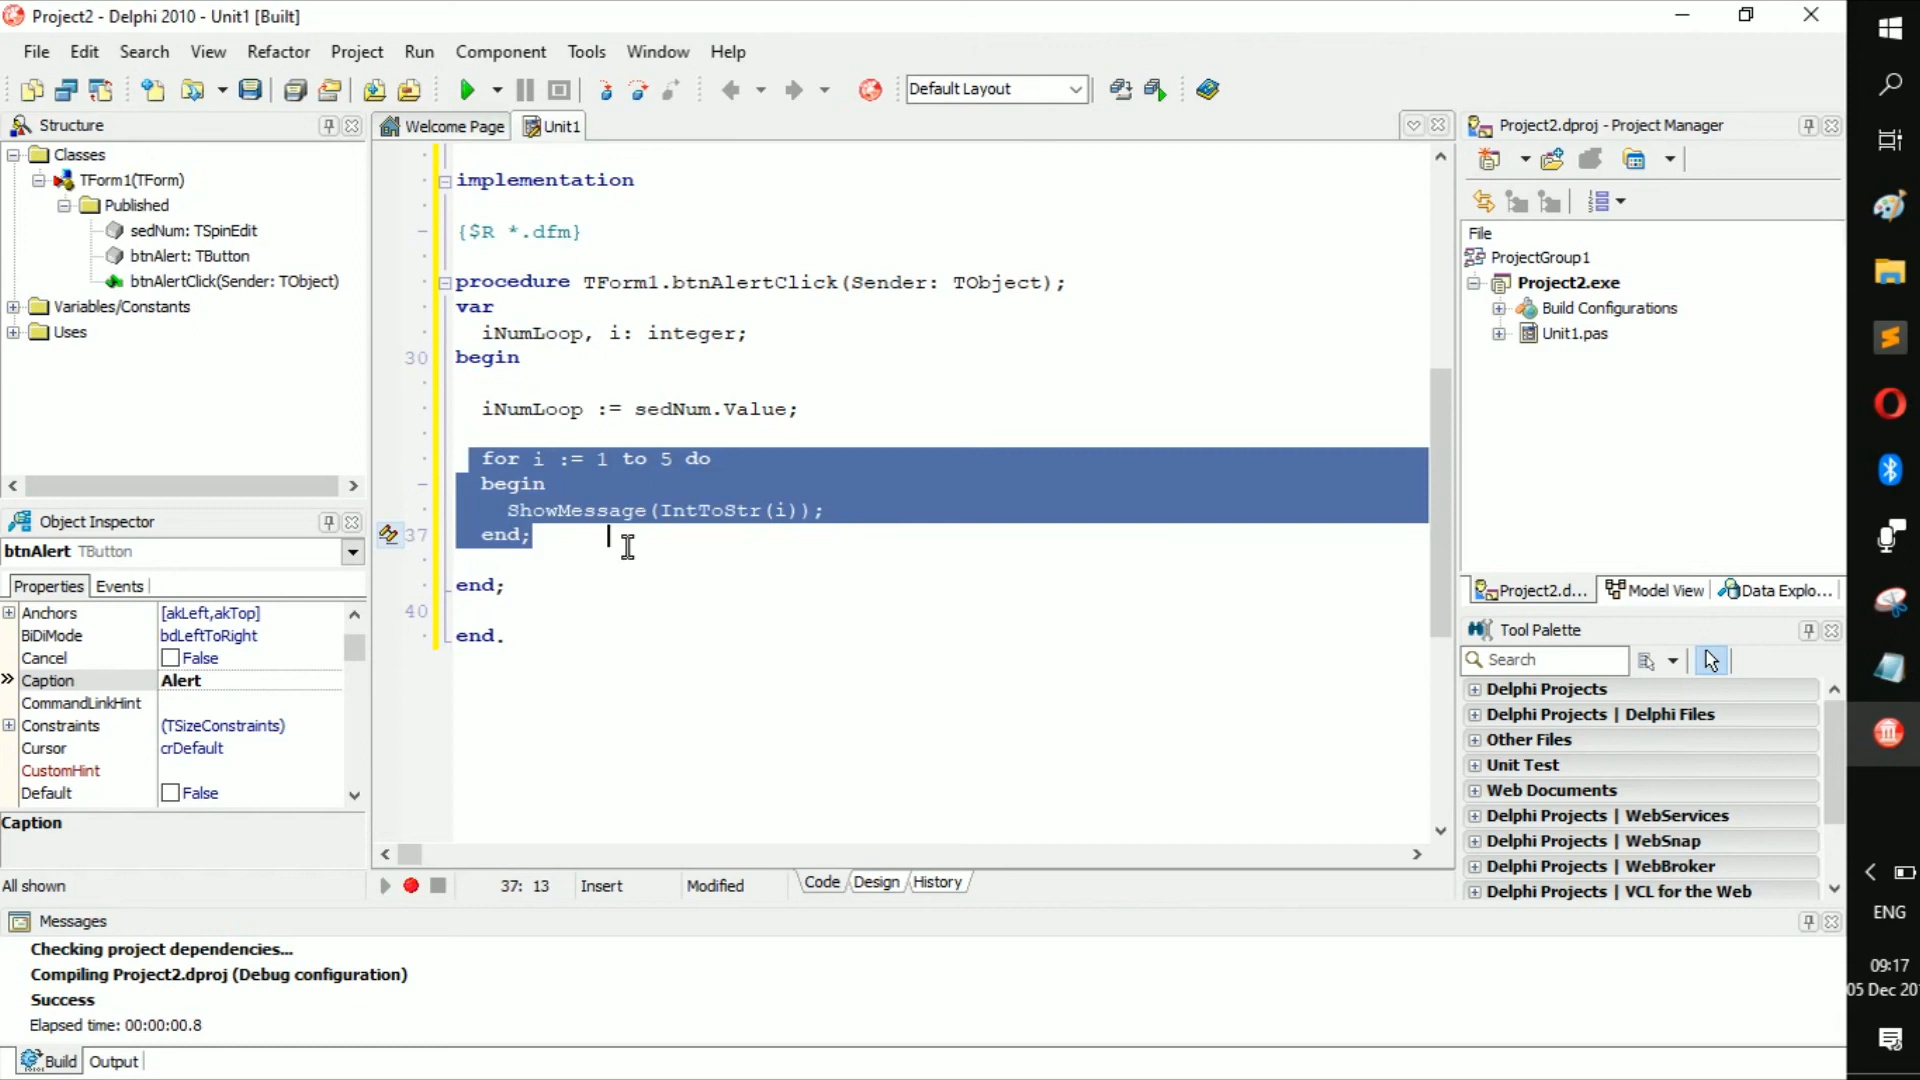 Project2 - Delphi 2010 - Unit1 [Built]
File Edit Search View Refactor Project Run Component Tools Window Help
Default Layout
Structure
Classes
TForm1(TForm)
Published
sedNum: TSpinEdit
btnAlert: TButton
btnAlertClick(Sender: TObject)
Variables/Constants
Uses
Object Inspector
btnAlert TButton
Properties Events
Anchors [akLeft,akTop]
BiDiMode bdLeftToRight
Cancel False
Caption Alert
CommandLinkHint
Constraints (TSizeConstraints)
Cursor crDefault
CustomHint
Default False
Caption
All shown
Welcome Page Unit1
implementation
{$R *.dfm}
procedure TForm1.btnAlertClick(Sender: TObject);
var
iNumLoop, i: integer;
30 begin
iNumLoop := sedNum.Value;
for i := 1 to 5 do
begin
ShowMessage(IntToStr(i));
37 end;
end;
40
end.
37: 13 Insert Modified Code Design History
Project2.dproj - Project Manager
File
ProjectGroup1
Project2.exe
Build Configurations
Unit1.pas
Project2.d... Model View Data Explo...
Tool Palette
Search
Delphi Projects
Delphi Projects | Delphi Files
Other Files
Unit Test
Web Documents
Delphi Projects | WebServices
Delphi Projects | WebSnap
Delphi Projects | WebBroker
Delphi Projects | VCL for the Web
Messages
Checking project dependencies...
Compiling Project2.dproj (Debug configuration)
Success
Elapsed time: 00:00:00.8
Build Output
ENG
09:17
05 Dec 20